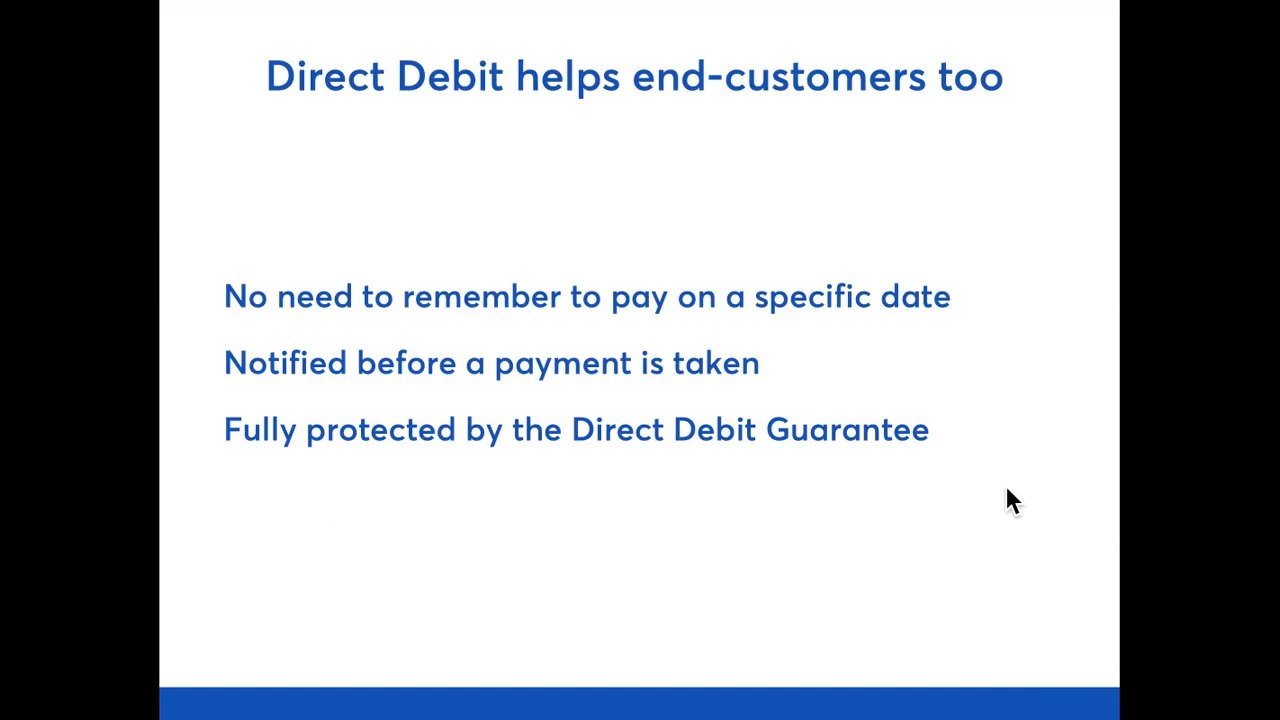 Direct Debit helps end-customers too
No need to remember to pay on a specific date
Notified before a payment is taken
Fully protected by the Direct Debit Guarantee